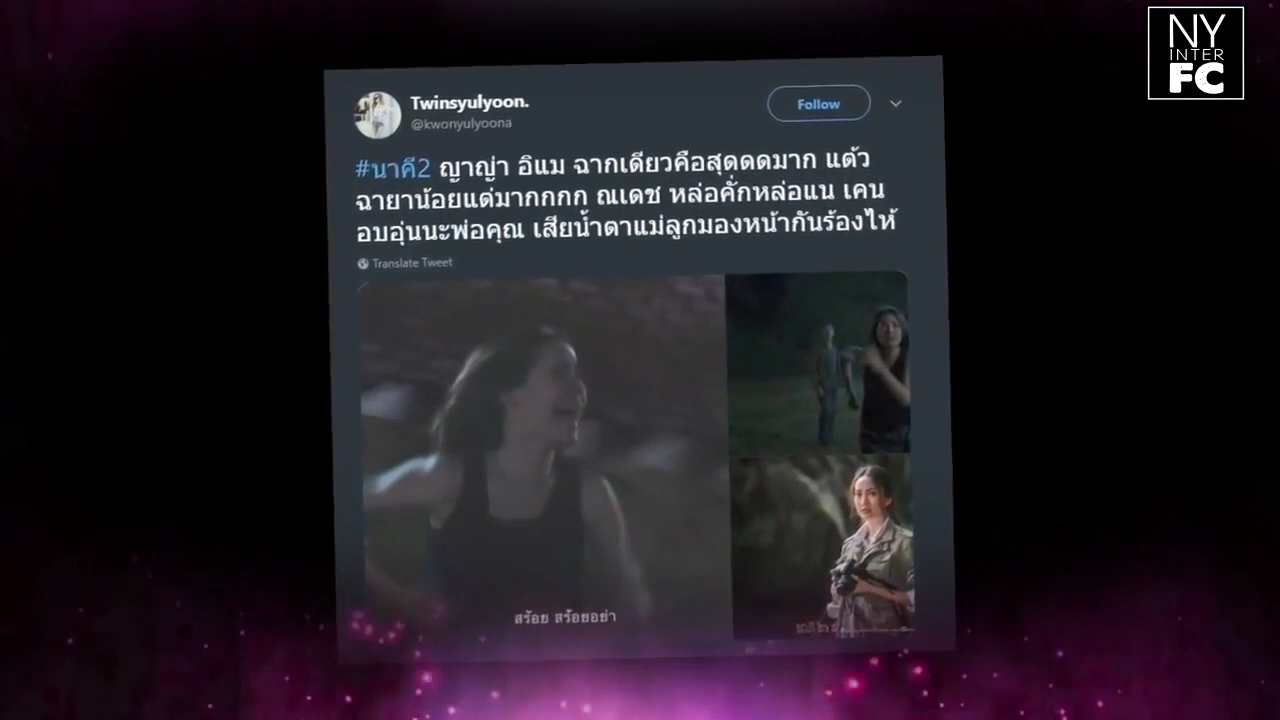 NY
INTER
FC
Twinsyulyoon.
@kwonyulyoona
Follow
#นาคี2 ญาญ่า อิแม ฉากเดียวคือสุดดดมาก แต้ว
ฉายาน้อยแด่มากกกก ณเดช หล่อคั่กหล่อแน เคน
อบอุ่นนะพ่อคุณ เสียน้ำตาแม่ลูกมองหน้ากันร้องไห้
Translate Tweet
สร้อย สร้อยอย่า